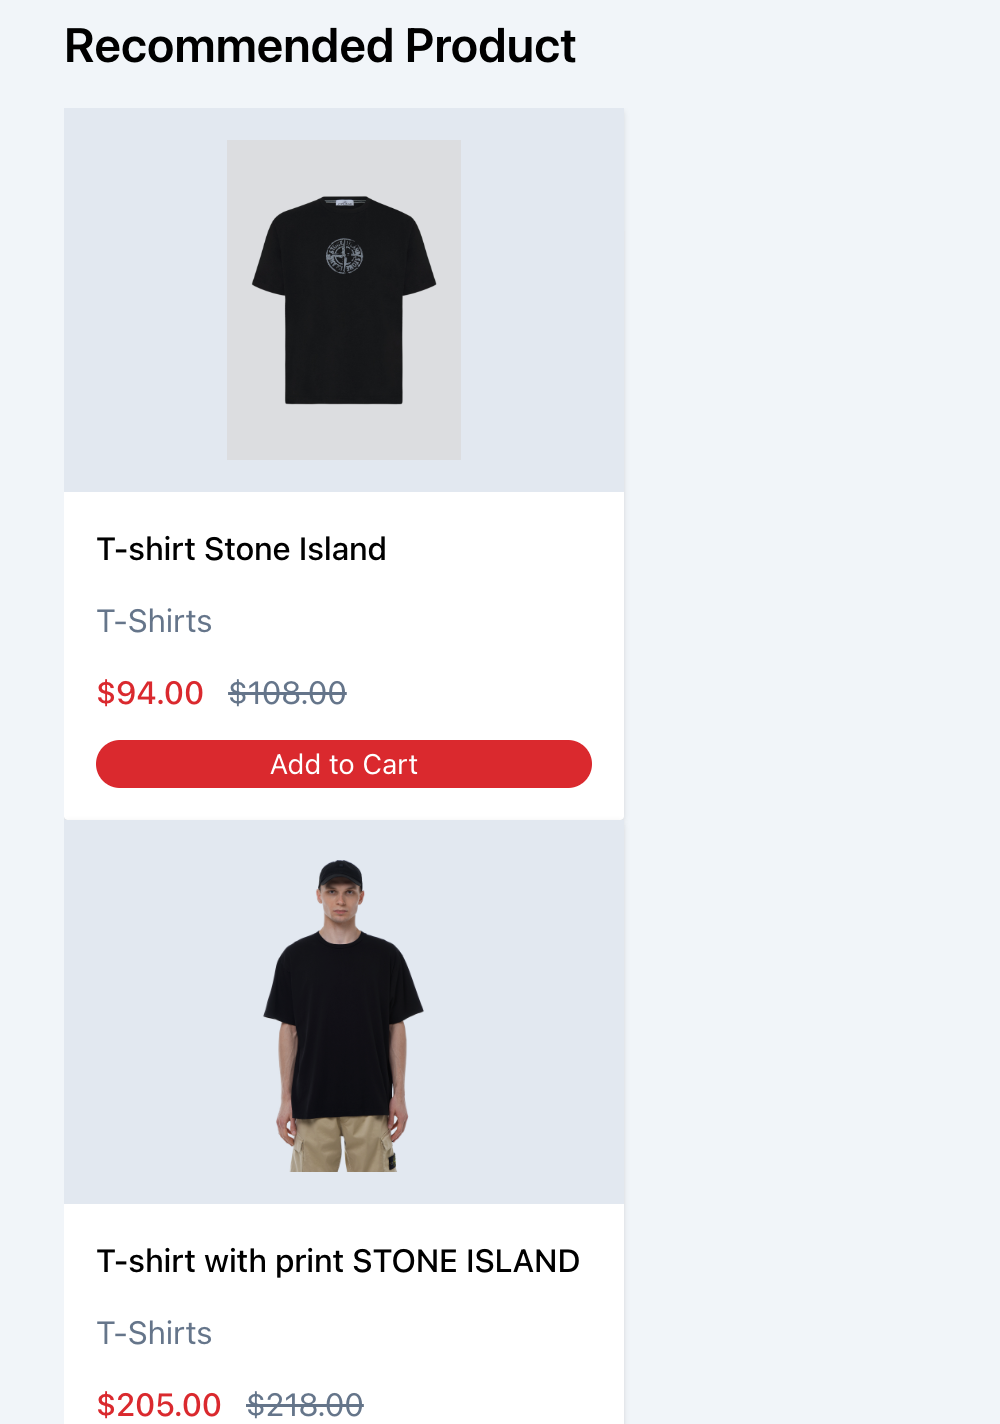 Recommended Product
T-shirt Stone Island
T-Shirts
$94.00 $108.00
Add to Cart
T-shirt with print STONE ISLAND
T-Shirts
$205.00 $218.00